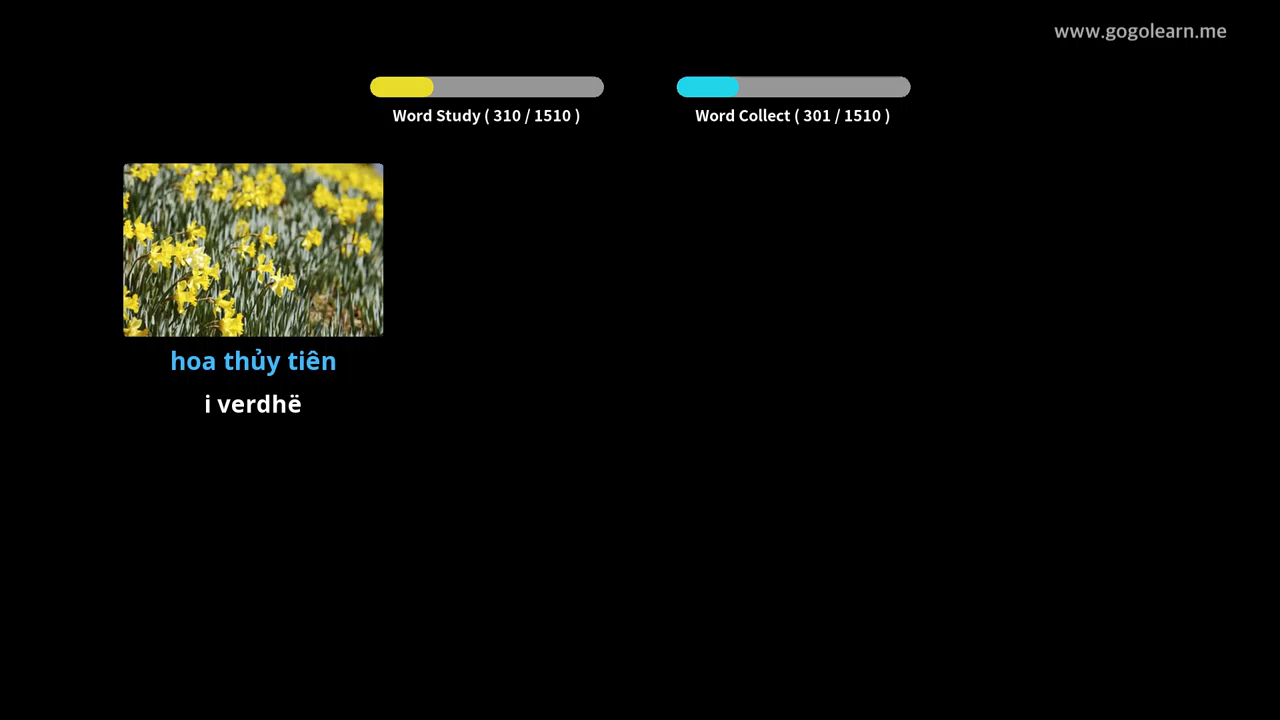 www.gogolearn.me
Word Study ( 310 / 1510 )
Word Collect ( 301 / 1510 )
hoa thủy tiên
i verdhë